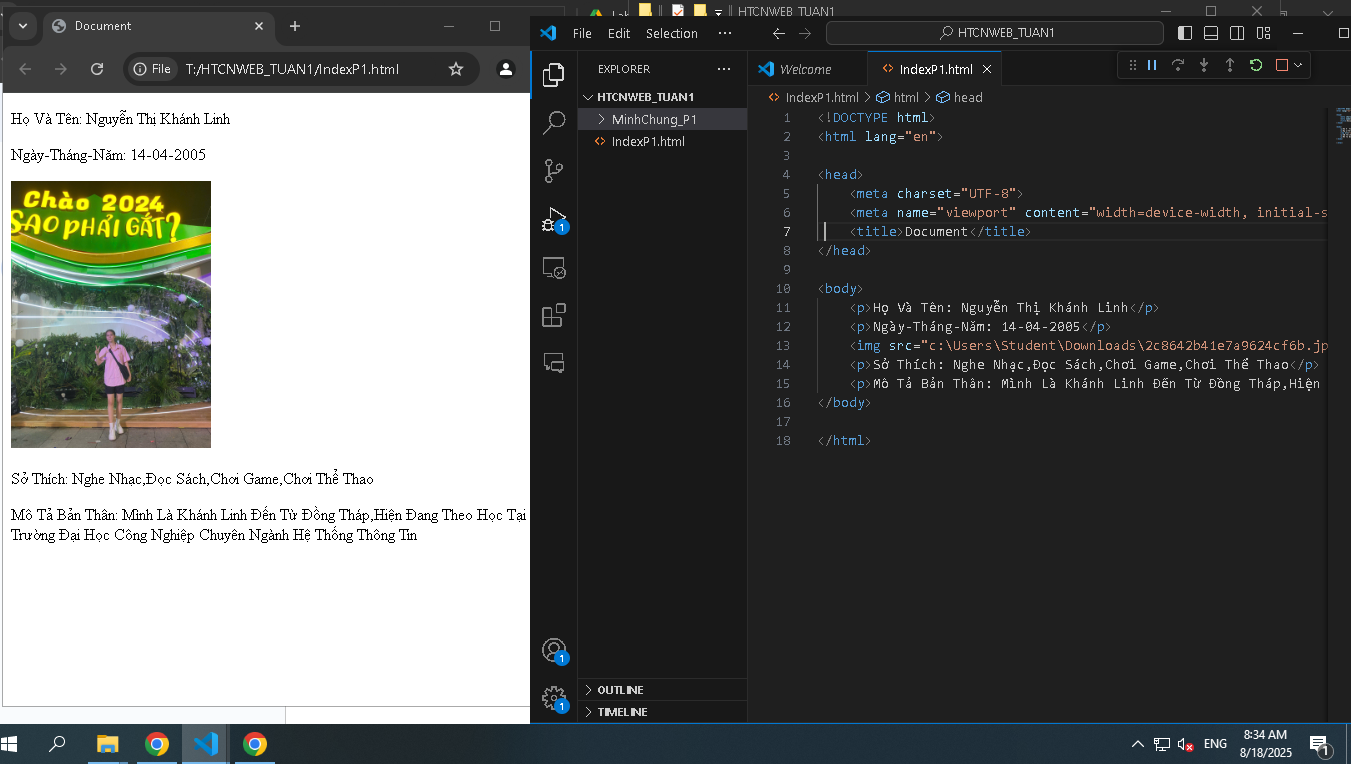 Document
File
T:/HTCNWEB_TUAN1/IndexP1.html
Họ Và Tên: Nguyễn Thị Khánh Linh
Ngày-Tháng-Năm: 14-04-2005
Chào 2024
SAO PHẢI GẮT?
Sở Thích: Nghe Nhạc,Đọc Sách,Chơi Game,Chơi Thể Thao
Mô Tả Bản Thân: Mình Là Khánh Linh Đến Từ Đồng Tháp,Hiện Đang Theo Học Tại
Trường Đại Học Công Nghiệp Chuyên Ngành Hệ Thống Thông Tin
HTCNWEB_TUAN1
File Edit Selection ···
HTCNWEB_TUAN1
EXPLORER ···
HTCNWEB_TUAN1
MinhChung_P1
IndexP1.html
OUTLINE
TIMELINE
1
1
1
Welcome
IndexP1.html
IndexP1.html > html > head
1 <!DOCTYPE html>
2 <html lang="en">
3
4 <head>
5 <meta charset="UTF-8">
6 <meta name="viewport" content="width=device-width, initial-s
7 <title>Document</title>
8 </head>
9
10 <body>
11 <p>Họ Và Tên: Nguyễn Thị Khánh Linh</p>
12 <p>Ngày-Tháng-Năm: 14-04-2005</p>
13 <img src="c:\Users\Student\Downloads\2c8642b41e7a9624cf6b.jp
14 <p>Sở Thích: Nghe Nhạc,Đọc Sách,Chơi Game,Chơi Thể Thao</p>
15 <p>Mô Tả Bản Thân: Mình Là Khánh Linh Đến Từ Đồng Tháp,Hiện
16 </body>
17
18 </html>
ENG
8:34 AM
8/18/2025
1